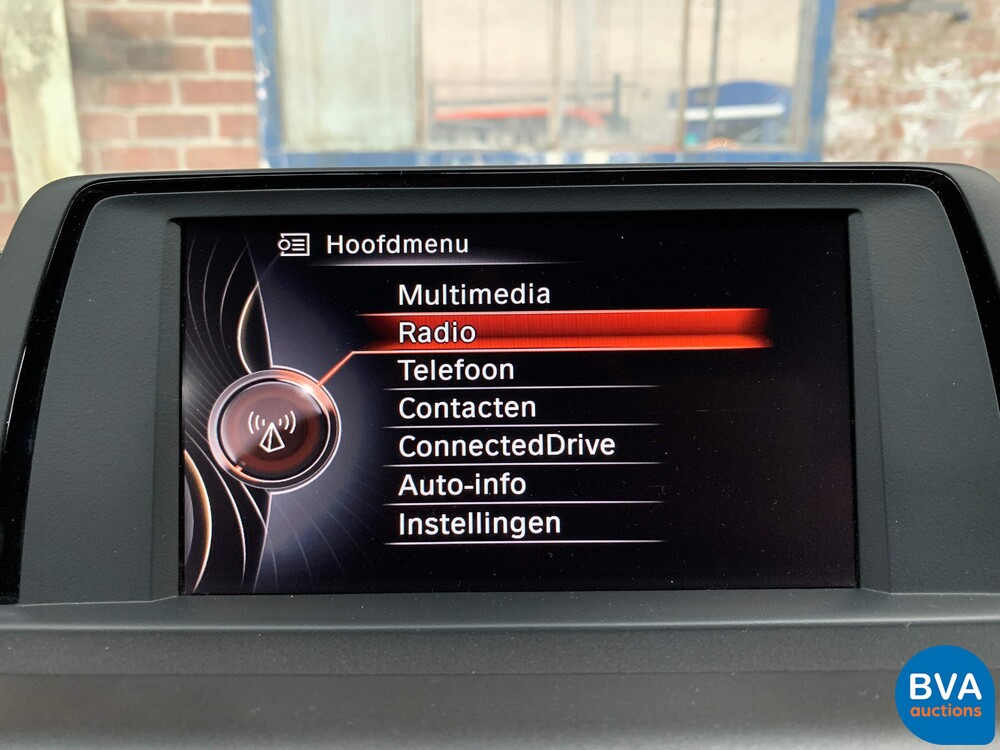 Hoofdmenu
Multimedia
Radio
Telefoon
Contacten
ConnectedDrive
Auto-info
Instellingen
BVA
auctions